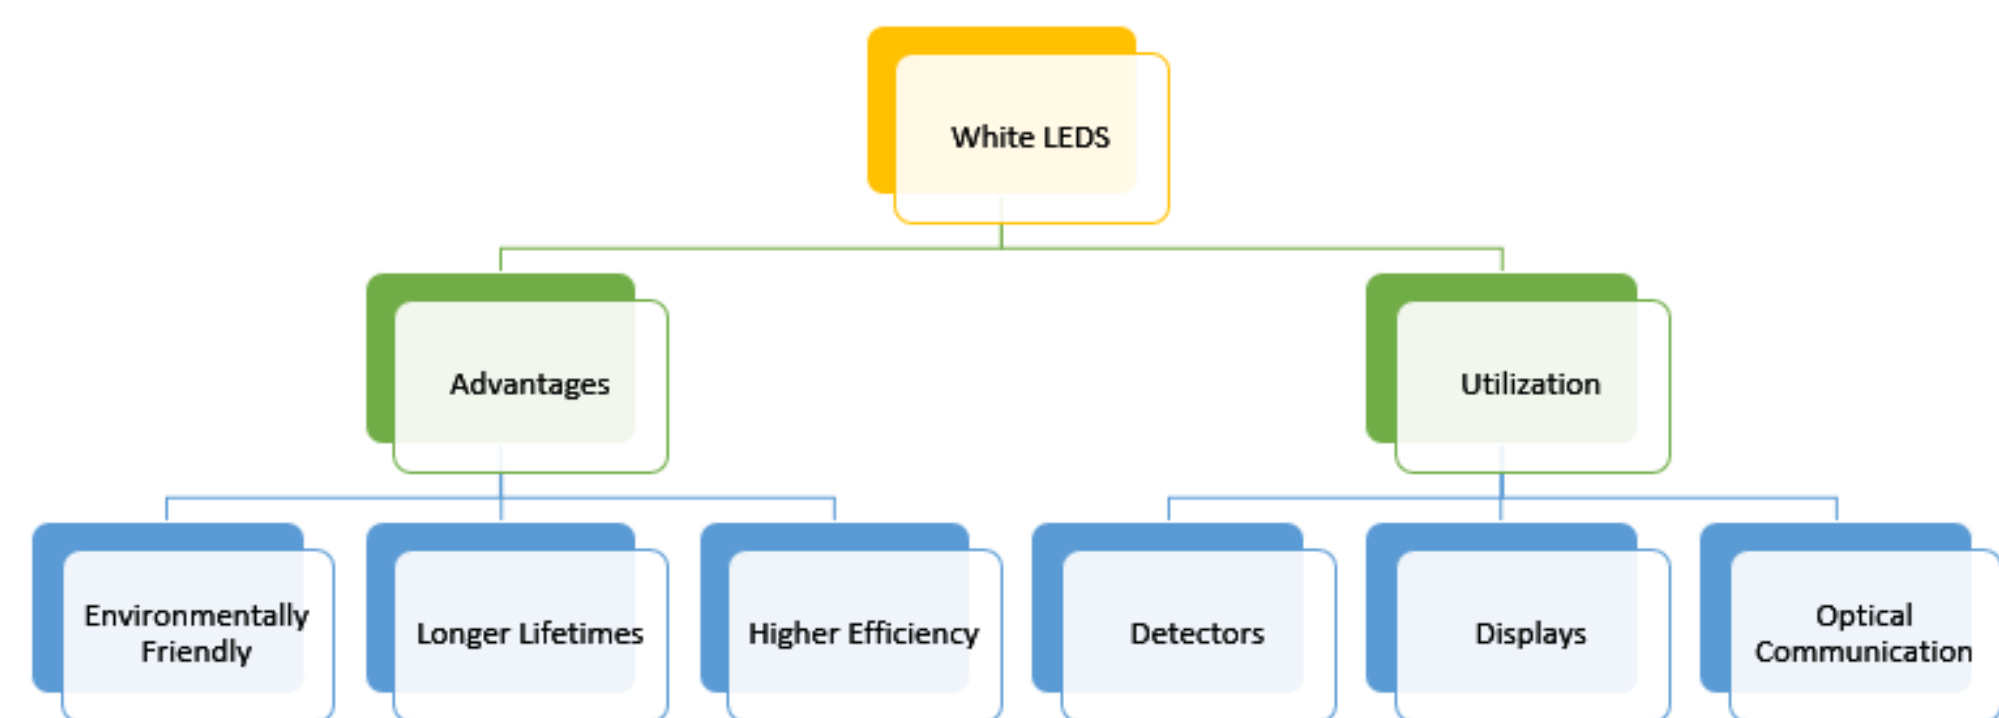 White LEDS
Advantages
Utilization
Environmentally
Friendly
Longer Lifetimes
Higher Efficiency
Detectors
Displays
Optical
Communication